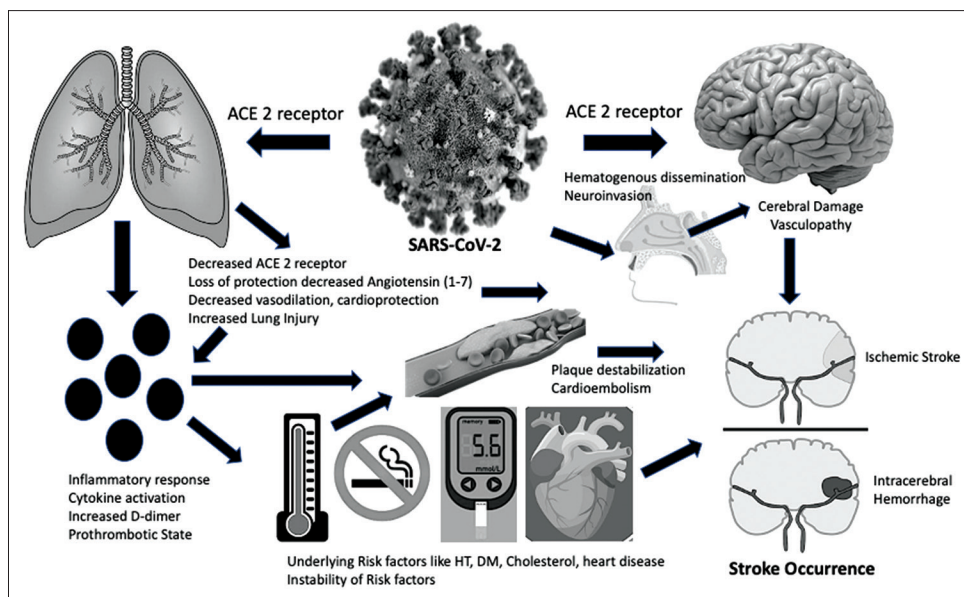 ACE 2 receptor
ACE 2 receptor
Hematogenous dissemination
Neuroinvasion
SARS-CoV-2
Cerebral Damage
Vasculopathy
Decreased ACE 2 receptor
Loss of protection decreased Angiotensin (1-7)
Decreased vasodilation, cardioprotection
Increased Lung Injury
Plaque destabilization
Cardioembolism
Ischemic Stroke
memory
5.6
mmol/L
Inflammatory response
Cytokine activation
Increased D-dimer
Prothrombotic State
Intracerebral
Hemorrhage
Underlying Risk factors like HT, DM, Cholesterol, heart disease
Instability of Risk factors
Stroke Occurrence